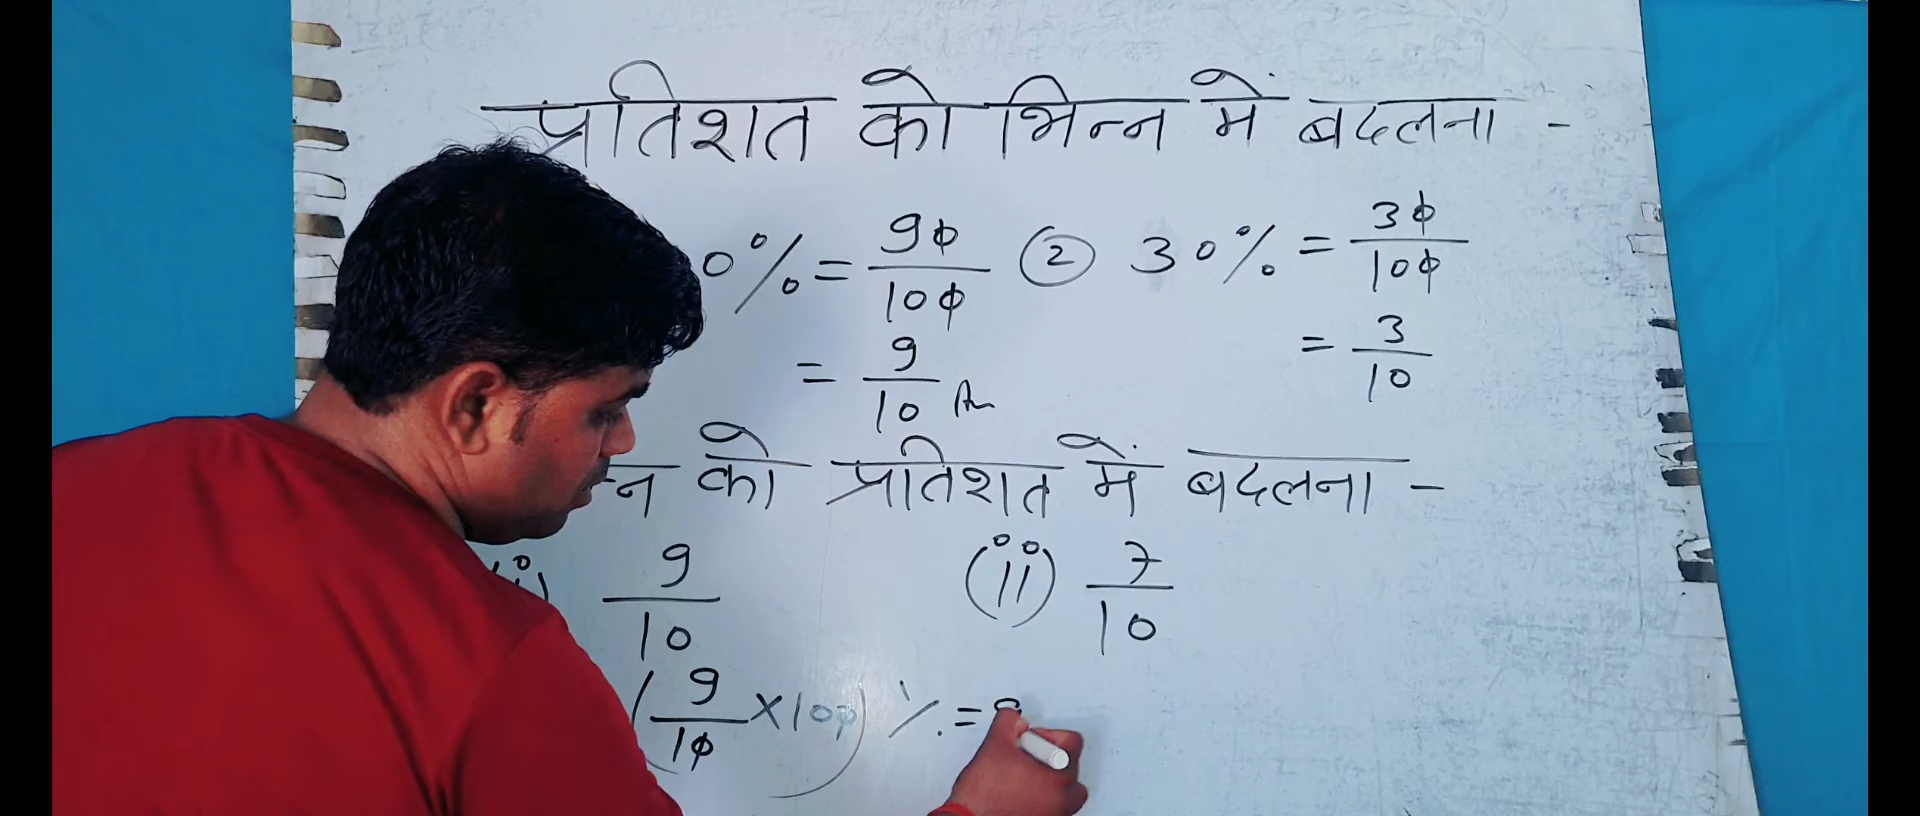 प्रतिशत को भिन्न में बदलना -
0% = 90/100 (2) 30% = 30/100
= 9/10 Ans = 3/10
न को प्रतिशत में बदलना -
(i) 9/10 (ii) 7/10
(9/10 × 100) % =